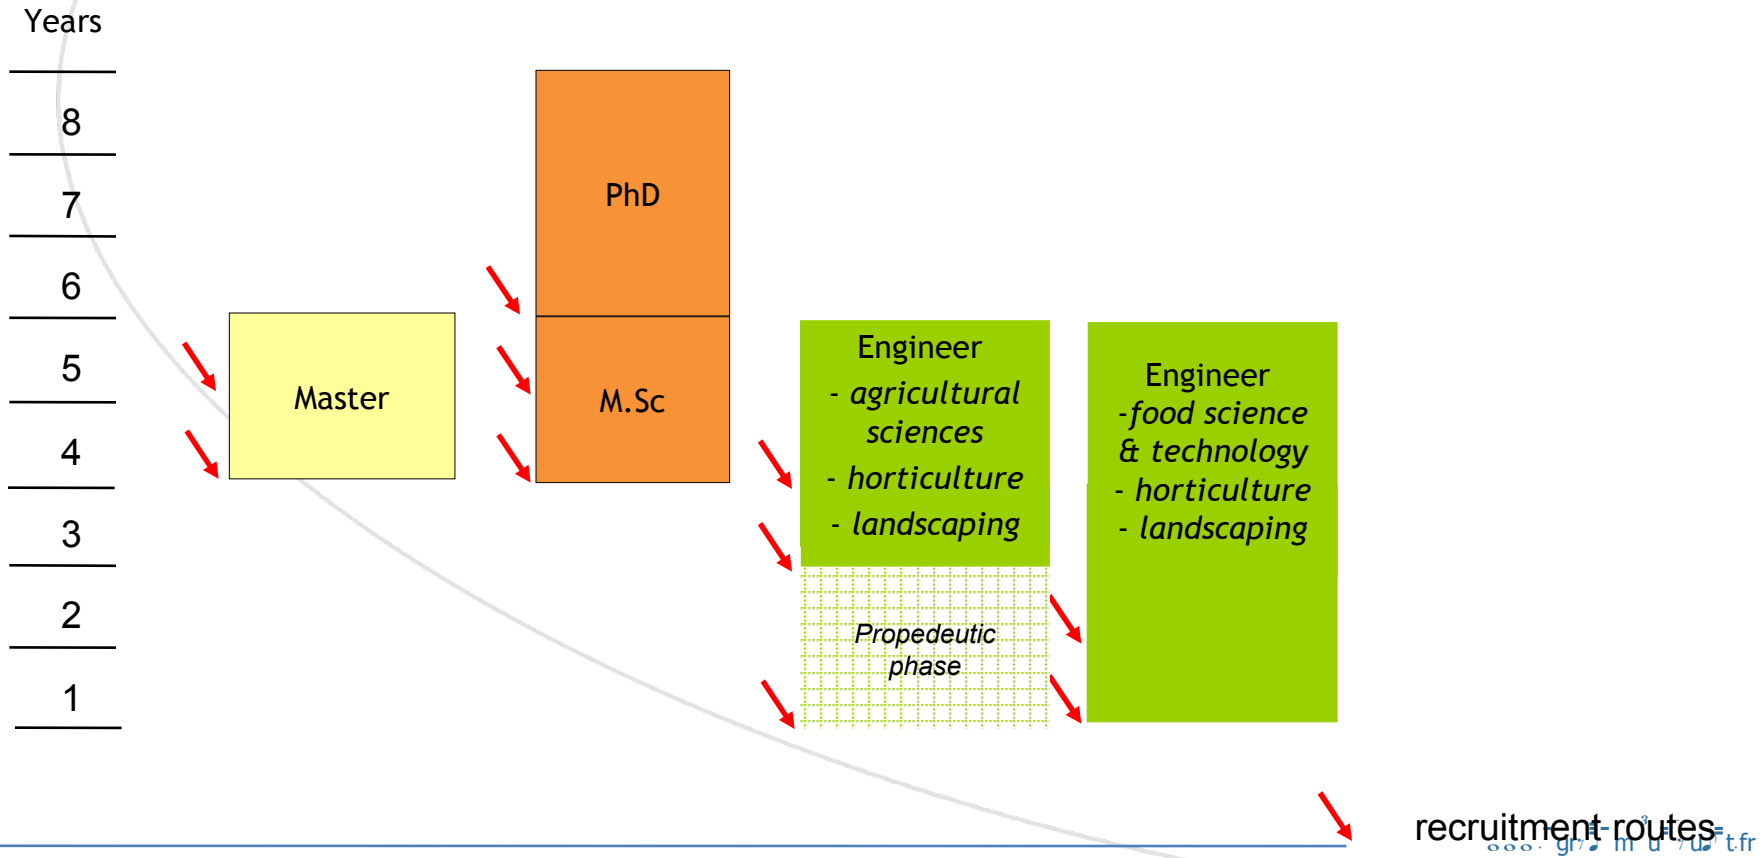 Years
8
7
6
5
4
3
2
1
Master
PhD
M.Sc
Engineer
- agricultural
sciences
- horticulture
- landscaping
Propedeutic
phase
Engineer
-food science
& technology
- horticulture
- landscaping
recruitment routes